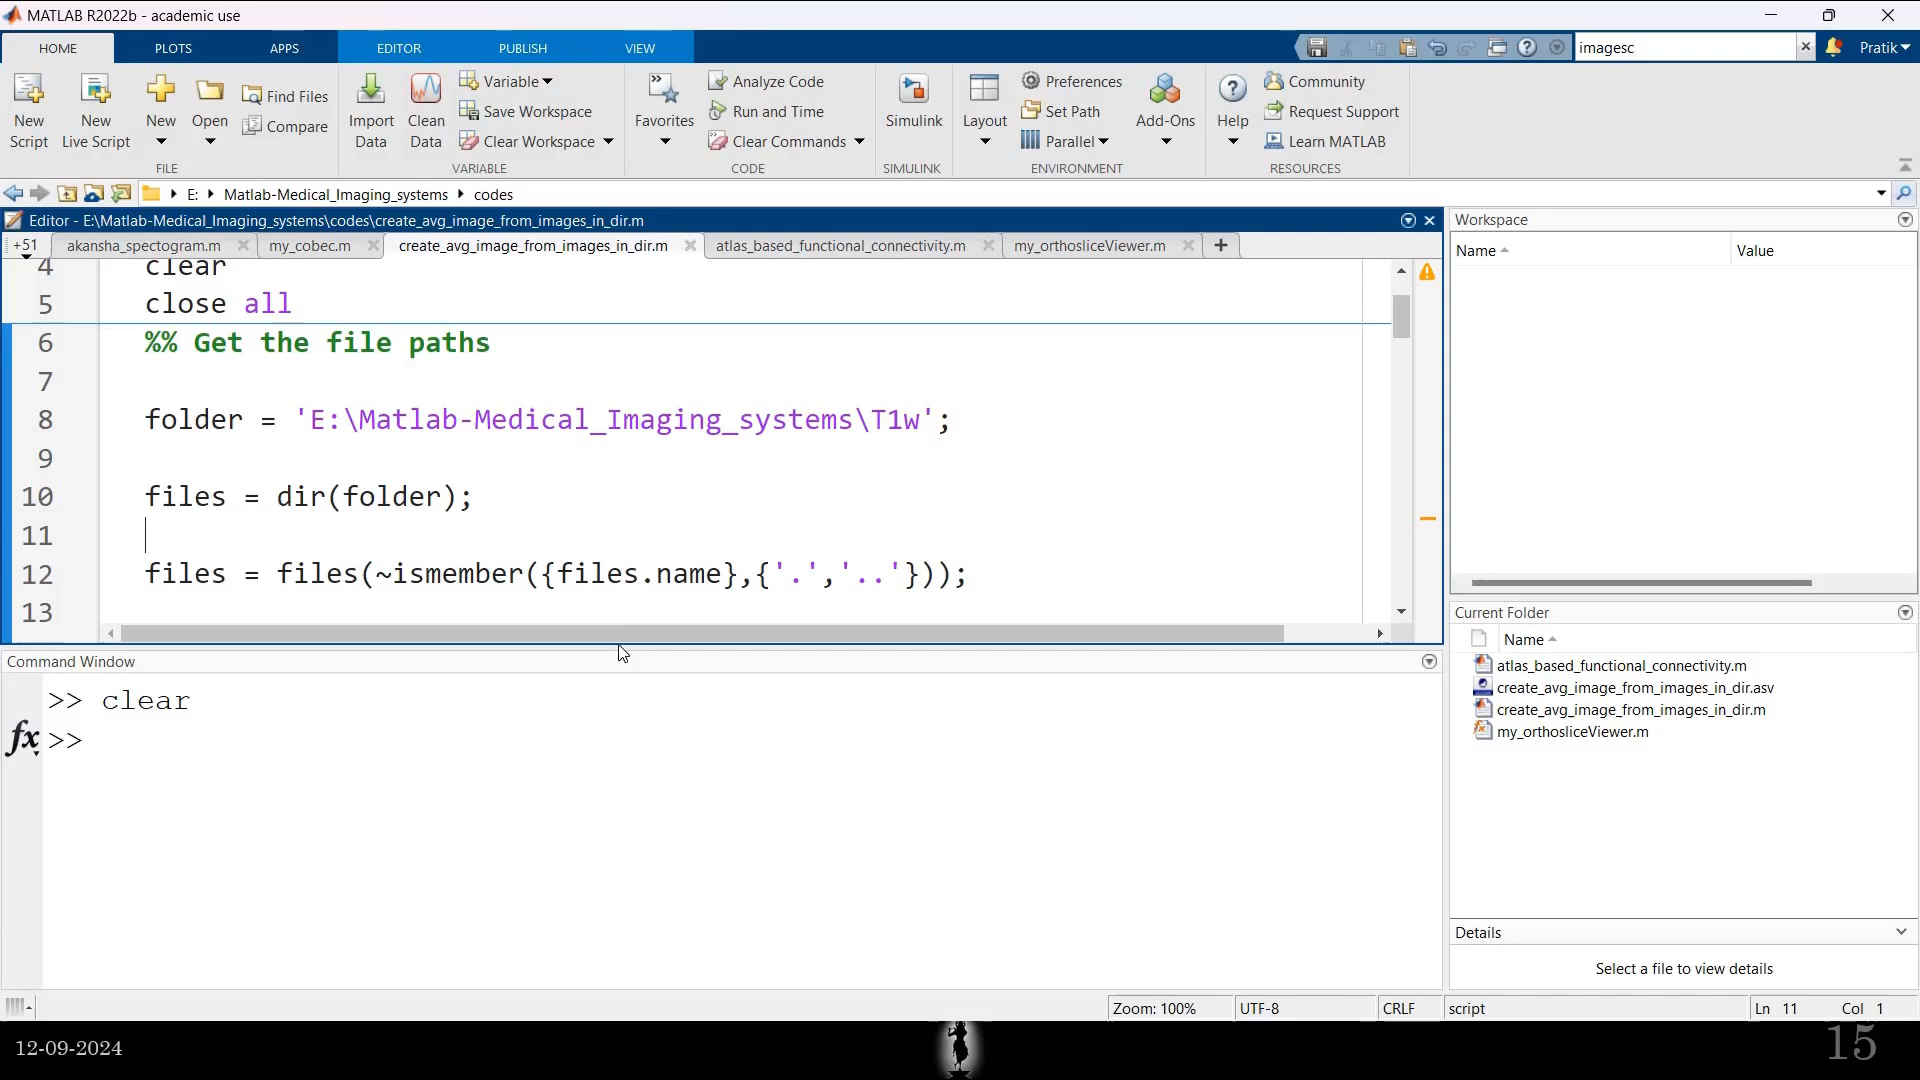 MATLAB R2022b - academic use
HOME PLOTS APPS EDITOR PUBLISH VIEW imagesc Pratik
New Script
New Live Script
New
Open
Find Files
Compare
FILE
Import Data
Clean Data
Variable
Save Workspace
Clear Workspace
VARIABLE
Favorites
Analyze Code
Run and Time
Clear Commands
CODE
Simulink
SIMULINK
Layout
Preferences
Set Path
Parallel
ENVIRONMENT
Add-Ons
Help
Community
Request Support
Learn MATLAB
RESOURCES
E: Matlab-Medical_Imaging_systems codes
Editor - E:\Matlab-Medical_Imaging_systems\codes\create_avg_image_from_images_in_dir.m
+51 akansha_spectogram.m my_cobec.m create_avg_image_from_images_in_dir.m atlas_based_functional_connectivity.m my_orthosliceViewer.m
4 clear
5 close all
6 %% Get the file paths
7
8 folder = 'E:\Matlab-Medical_Imaging_systems\T1w';
9
10 files = dir(folder);
11
12 files = files(~ismember({files.name},{'.','..'}));
13
Command Window
>> clear
fx >>
Workspace
Name Value
Current Folder
Name
atlas_based_functional_connectivity.m
create_avg_image_from_images_in_dir.asv
create_avg_image_from_images_in_dir.m
my_orthosliceViewer.m
Details
Select a file to view details
Zoom: 100% UTF-8 CRLF script Ln 11 Col 1
12-09-2024 15